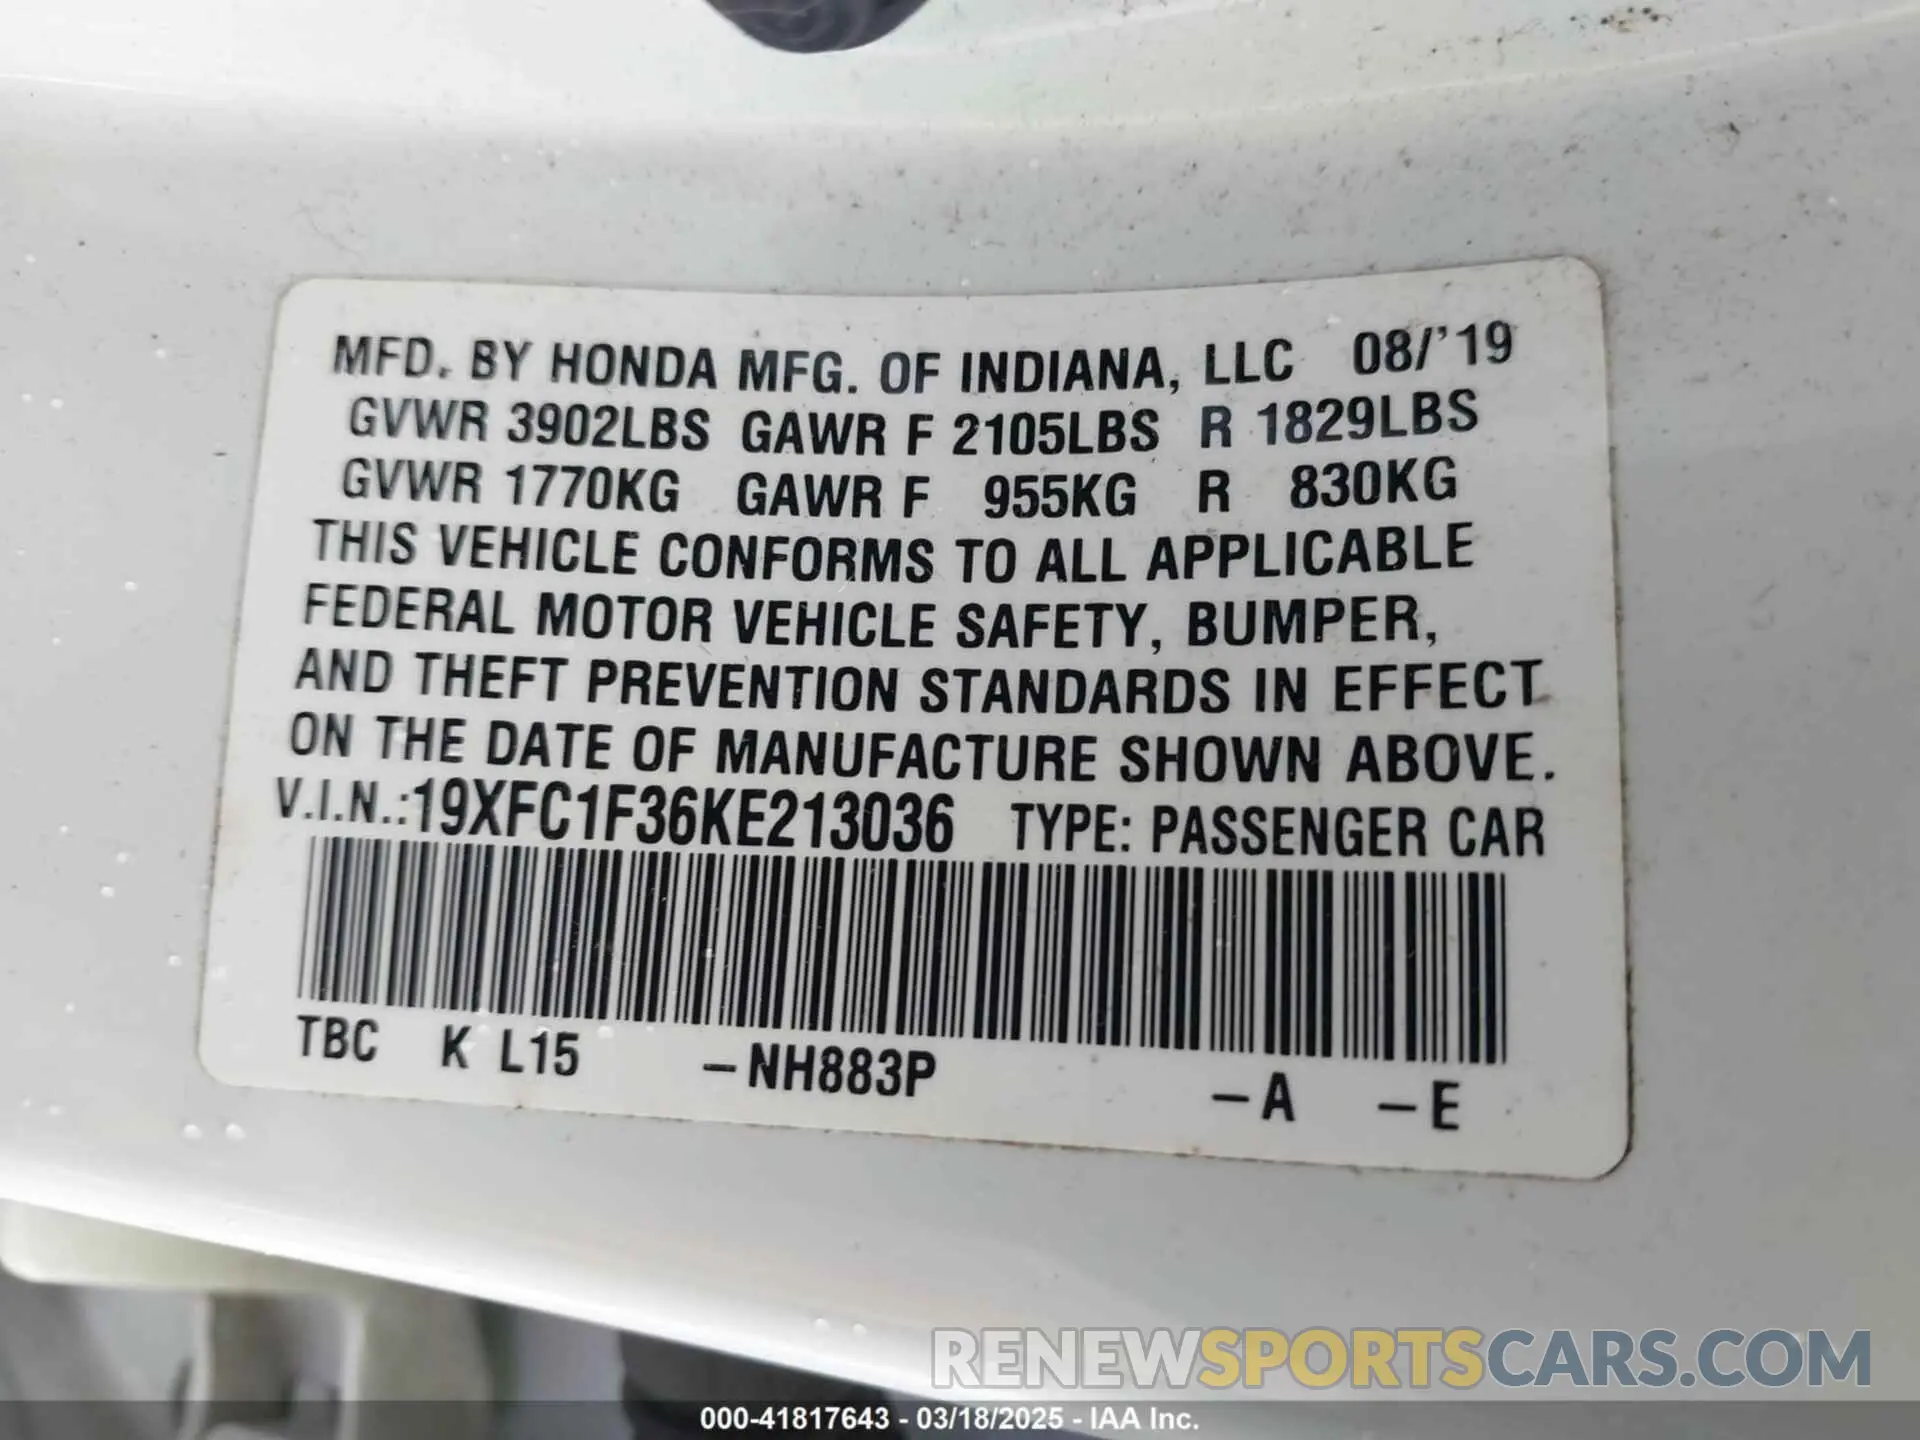 MFD. BY HONDA MFG. OF INDIANA, LLC 08/'19
GVWR 3902LBS GAWR F 2105LBS R 1829LBS
GVWR 1770KG GAWR F 955KG R 830KG
THIS VEHICLE CONFORMS TO ALL APPLICABLE
FEDERAL MOTOR VEHICLE SAFETY, BUMPER,
AND THEFT PREVENTION STANDARDS IN EFFECT
ON THE DATE OF MANUFACTURE SHOWN ABOVE.
V.I.N.:19XFC1F36KE213036 TYPE: PASSENGER CAR
TBC K L15 –NH883P –A –E
RENEWSPORTSCARS.COM
000-41817643 - 03/18/2025 - IAA Inc.